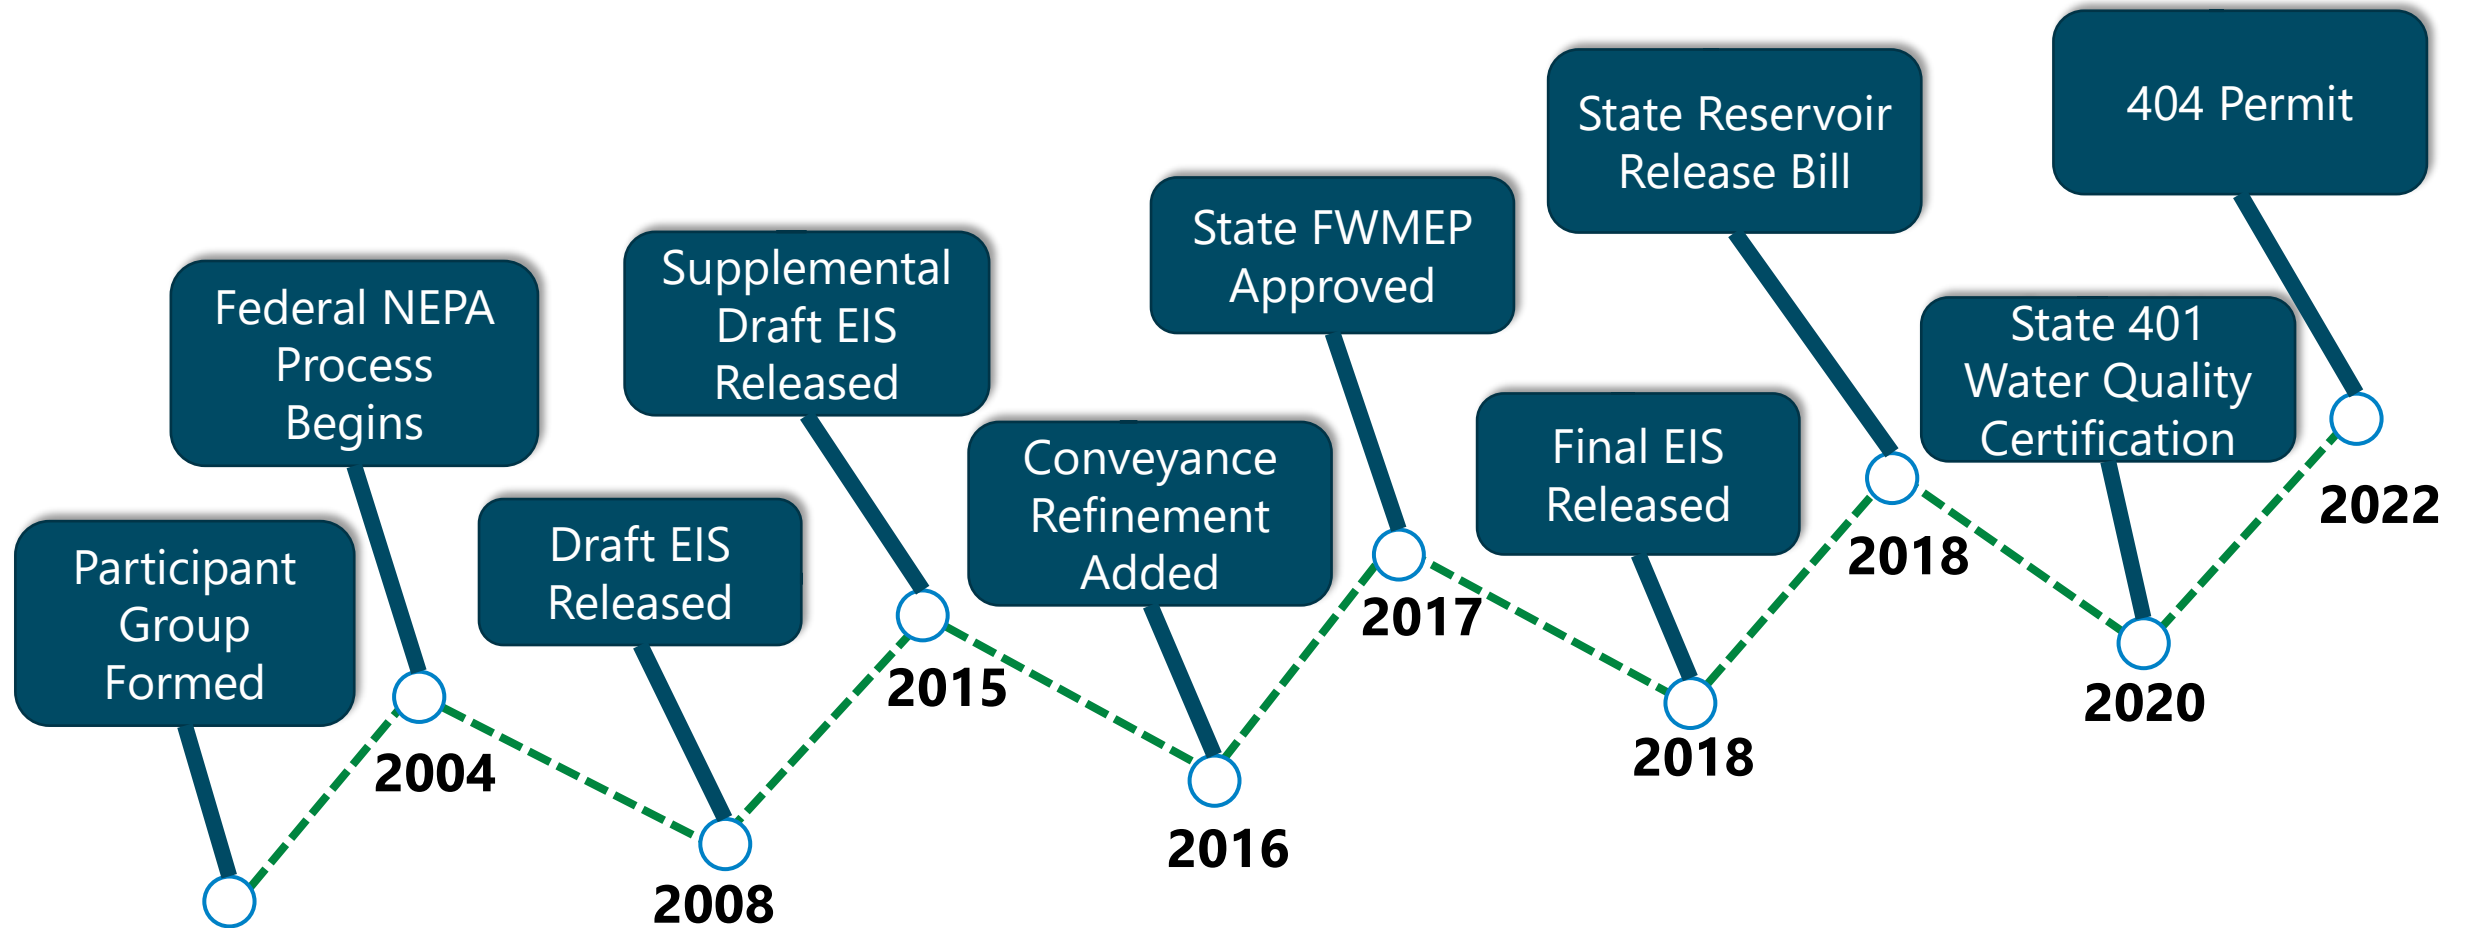 Participant
Group
Formed
Federal NEPA
Process
Begins
2004
Draft EIS
Released
2008
Supplemental
Draft EIS
Released
2015
Conveyance
Refinement
Added
2016
State FWMEP
Approved
2017
Final EIS
Released
2018
State Reservoir
Release Bill
2018
State 401
Water Quality
Certification
2020
404 Permit
2022